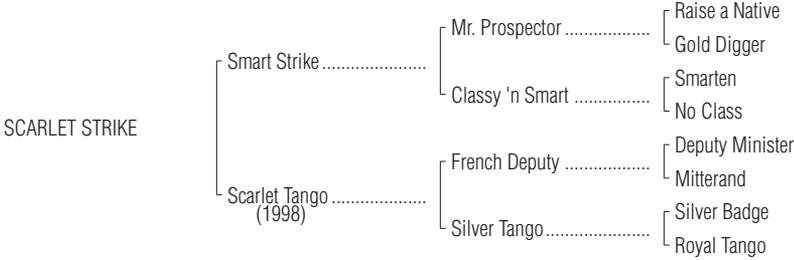 Raise a Native
Mr. Prospector ...................
Gold Digger
Smart Strike ......................
Smarten
Classy 'n Smart ................
No Class
SCARLET STRIKE
Deputy Minister
French Deputy ..................
Mitterand
Scarlet Tango ....................
(1998)
Silver Badge
Silver Tango ......................
Royal Tango